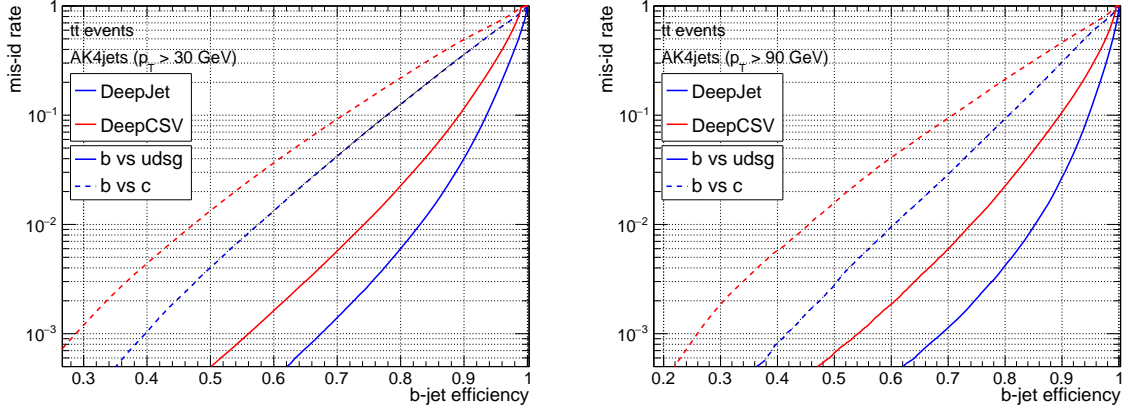 mis-id rate
1
10⁻¹
10⁻²
10⁻³
tt̄ events
AK4jets (p_T > 30 GeV)
DeepJet
DeepCSV
b vs udsg
b vs c
0.3 0.4 0.5 0.6 0.7 0.8 0.9 1
b-jet efficiency
mis-id rate
1
10⁻¹
10⁻²
10⁻³
tt̄ events
AK4jets (p_T > 90 GeV)
DeepJet
DeepCSV
b vs udsg
b vs c
0.2 0.3 0.4 0.5 0.6 0.7 0.8 0.9 1
b-jet efficiency